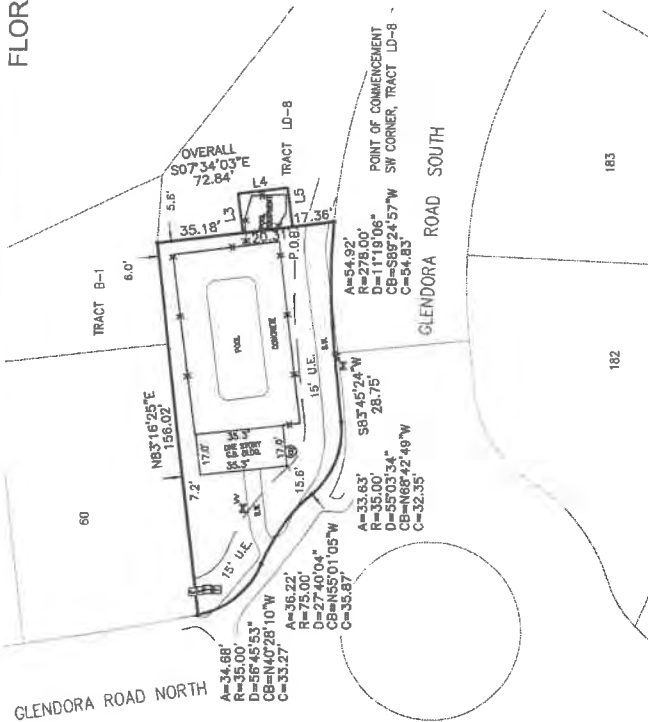 FLOR
OVERALL
S07°34'03"E
72.84'
5.6'
35.18'
L3
L4
L5
TRACT LD-8
17.36'
20.31'
P.O.B.
6.0'
TRACT B-1
N83°16'25"E
156.02'
POOL
CONCRETE
35.3'
17.0'
ONE STORY
BLDG.
17.0'
35.3'
7.2'
15.6'
15' U.E.
S.W.
15' U.E.
S.W.
60
POINT OF COMMENCEMENT
SW CORNER, TRACT LD-8
A=54.92'
R=278.00'
D=11°19'06"
CB=S89°24'57"W
C=54.83'
GLENDORA ROAD SOUTH
S83°45'24"W
28.75'
A=33.63'
R=35.00'
D=55°03'34"
CB=N68°42'49"W
C=32.35'
A=36.22'
R=75.00'
D=27°40'04"
CB=N55°01'05"W
C=35.87'
A=34.68'
R=35.00'
D=56°45'53"
CB=N40°28'10"W
C=33.27'
GLENDORA ROAD NORTH
183
182